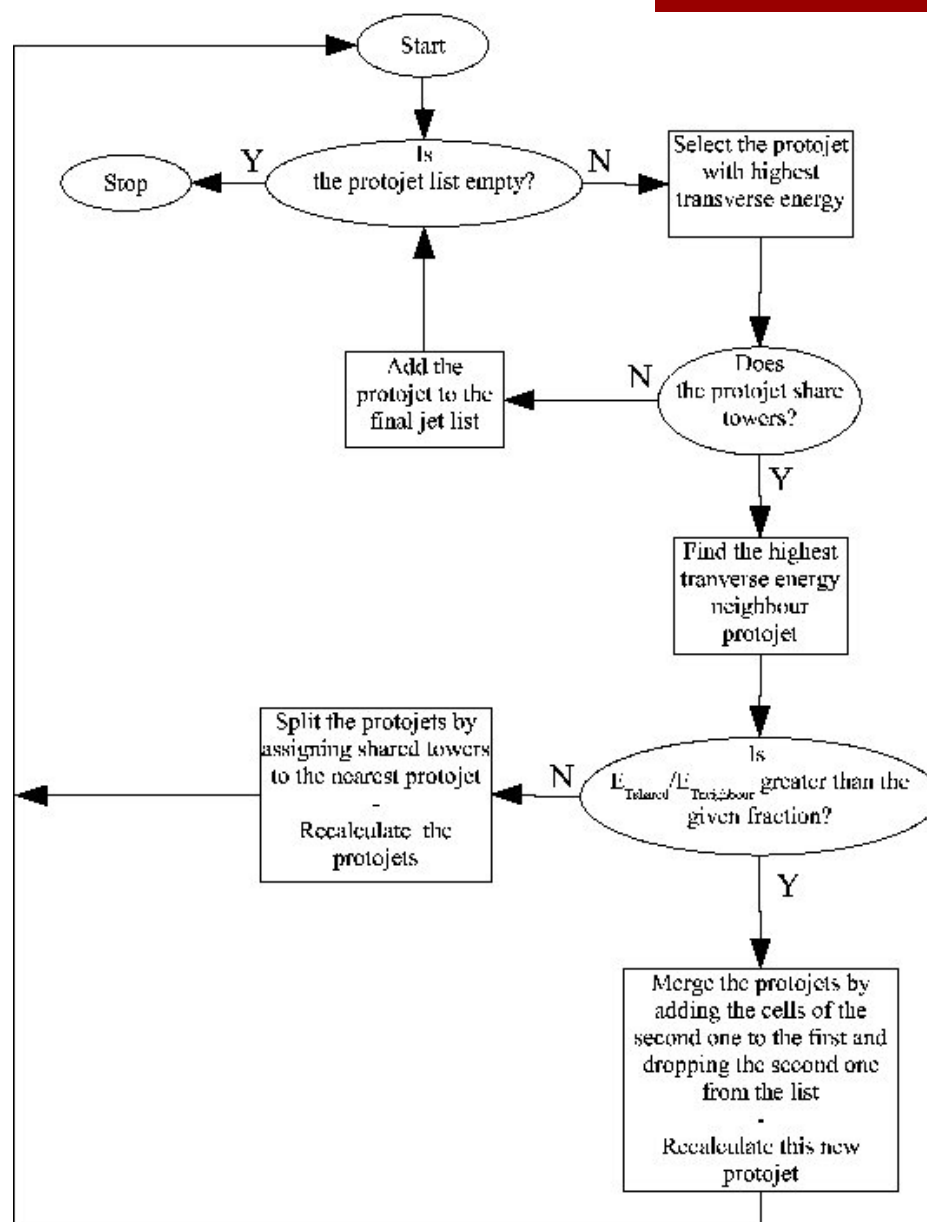 Start
Is
the protojet list empty?
Y
N
Stop
Select the protojet
with highest
transverse energy
Does
the protojet share
towers?
N
Y
Add the
protojet to the
final jet list
Find the highest
tranverse energy
neighbour
protojet
Is
E_Tshared/E_Tneighbour greater than the
given fraction?
N
Y
Split the protojets by
assigning shared towers
to the nearest protojet
-
Recalculate the
protojets
Merge the protojets by
adding the cells of the
second one to the first and
dropping the second one
from the list
-
Recalculate this new
protojet